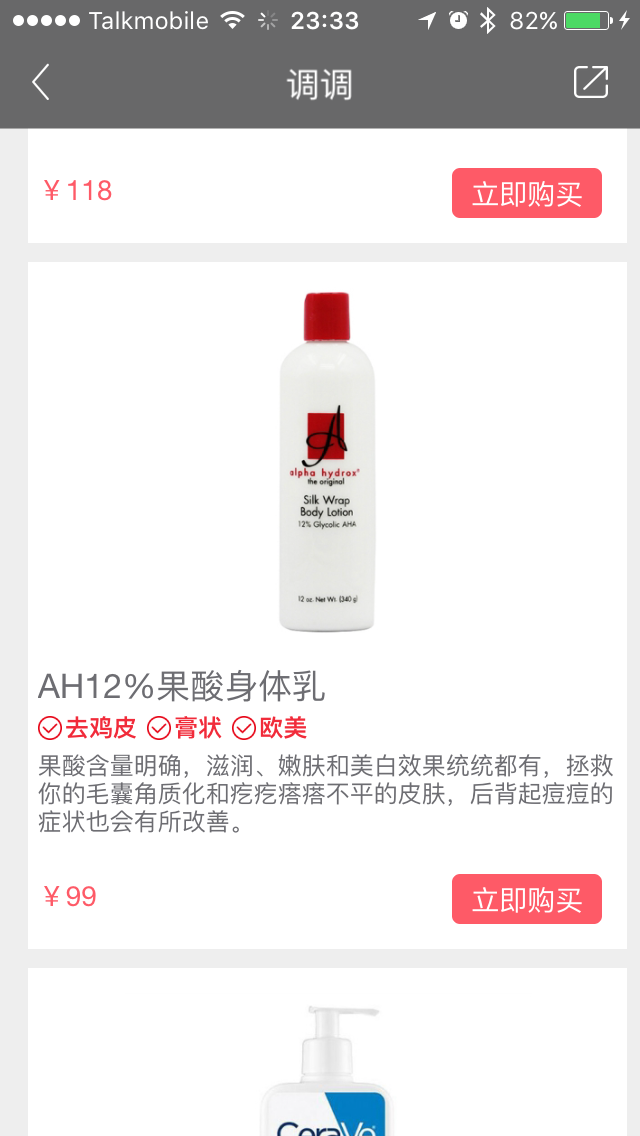 Talkmobile 23:33 82%
调调
¥118 立即购买
A
alpha hydrox®
the original
Silk Wrap
Body Lotion
12% Glycolic AHA
12 oz. Net Wt. (340 g)
AH12%果酸身体乳
去鸡皮 膏状 欧美
果酸含量明确，滋润、嫩肤和美白效果统统都有，拯救
你的毛囊角质化和疙疙瘩瘩不平的皮肤，后背起痘痘的
症状也会有所改善。
¥99 立即购买
CeraVe